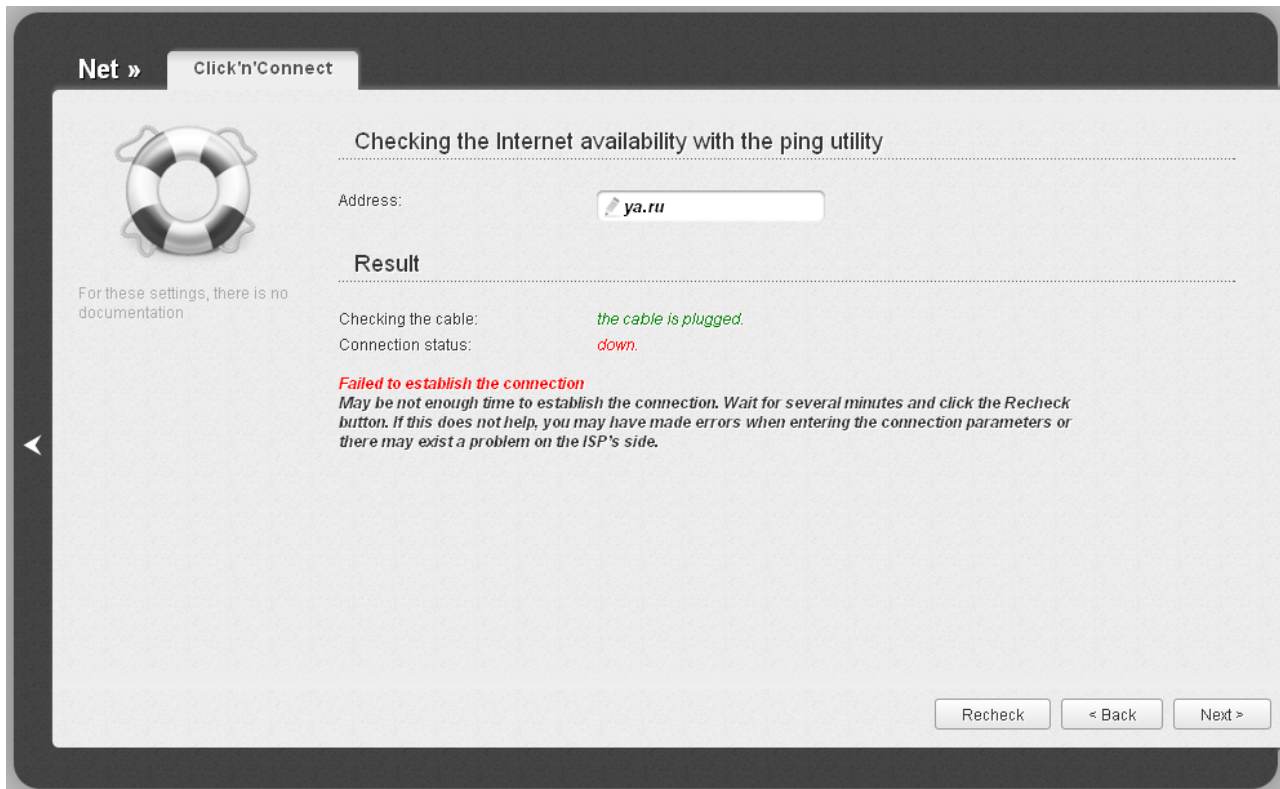 Net »
Click'n'Connect
Checking the Internet availability with the ping utility
Address:
ya.ru
Result
For these settings, there is no
documentation
Checking the cable:
the cable is plugged.
Connection status:
down.
Failed to establish the connection
May be not enough time to establish the connection. Wait for several minutes and click the Recheck
button. If this does not help, you may have made errors when entering the connection parameters or
there may exist a problem on the ISP's side.
Recheck
< Back
Next >